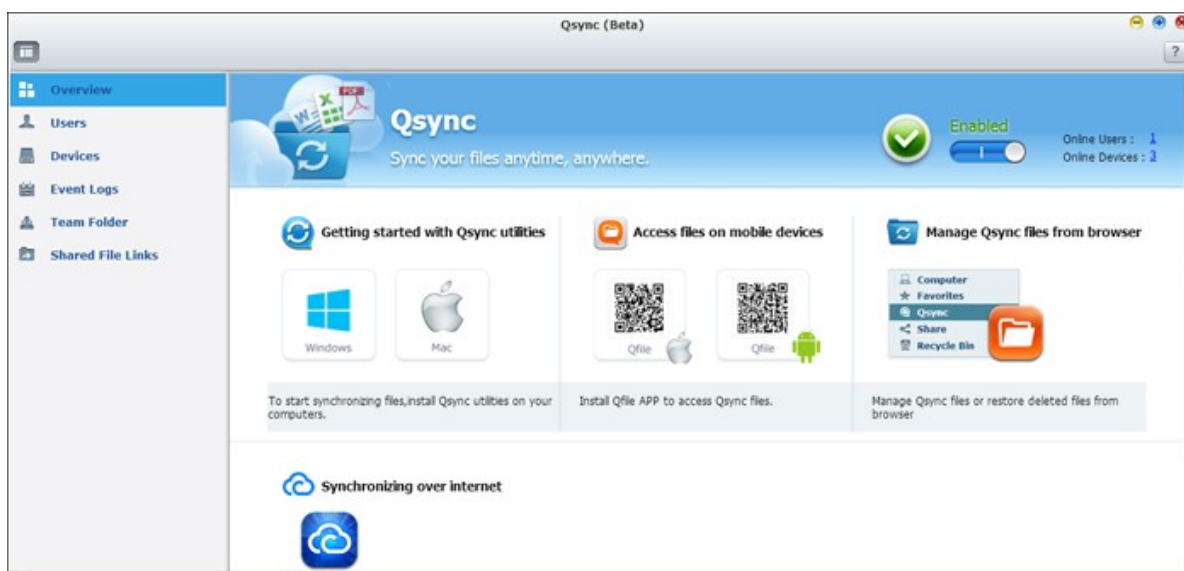 Qsync (Beta)
?
Overview
Users
Devices
Event Logs
Team Folder
Shared File Links
W
X
PDF
Qsync
Sync your files anytime, anywhere.
Enabled
Online Users : 1
Online Devices : 3
Getting started with Qsync utilities
Windows
Mac
To start synchronizing files,install Qsync utilities on your
computers.
Access files on mobile devices
Qfile
Qfile
Install Qfile APP to access Qsync files.
Manage Qsync files from browser
Computer
Favorites
Qsync
Share
Recycle Bin
Manage Qsync files or restore deleted files from
browser
Synchronizing over internet